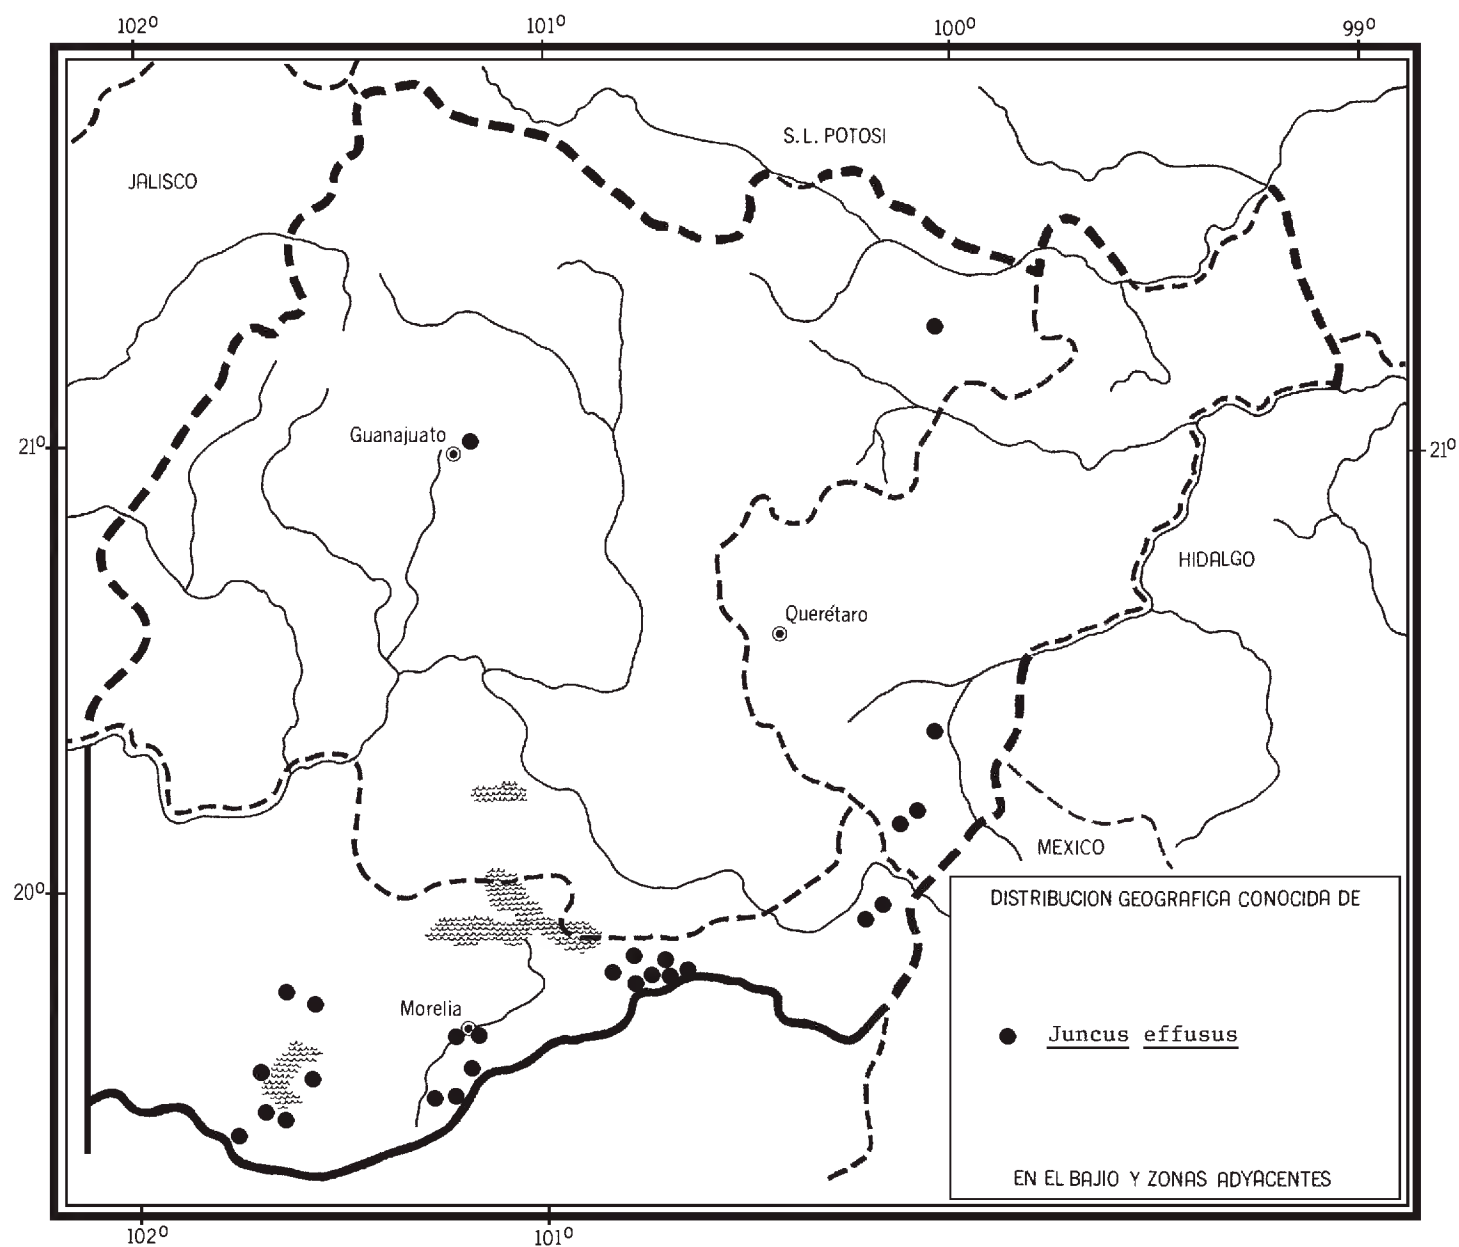 102º 101º 100º 99º
S.L. POTOSI
JALISCO
Guanajuato
21º 21º
HIDALGO
Querétaro
MEXICO
20º
DISTRIBUCION GEOGRAFICA CONOCIDA DE
Morelia
Juncus effusus
EN EL BAJIO Y ZONAS ADYACENTES
102º 101º